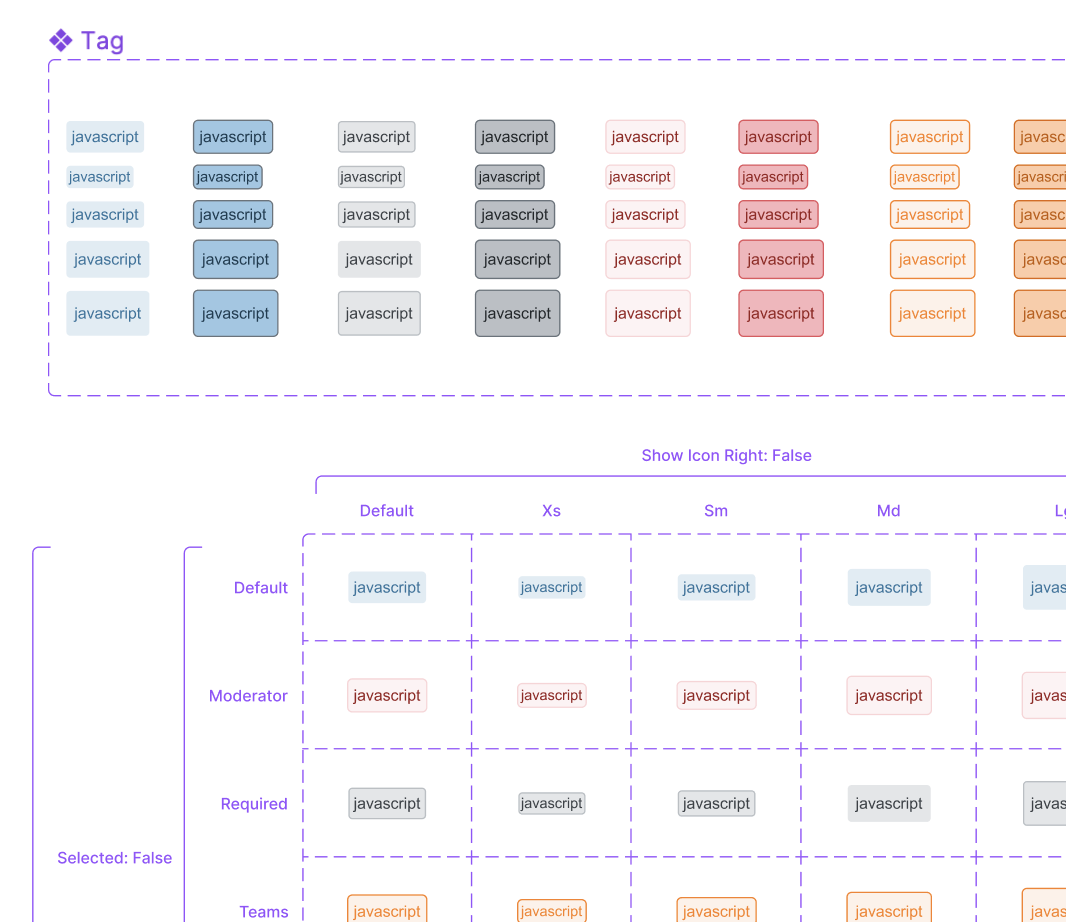 Tag
javascript javascript javascript javascript javascript javascript javascript javasc
javascript javascript javascript javascript javascript javascript javascript javascri
javascript javascript javascript javascript javascript javascript javascript javasc
javascript javascript javascript javascript javascript javascript javascript javasc
javascript javascript javascript javascript javascript javascript javascript javasc
Show Icon Right: False
Default Xs Sm Md Lg
Default javascript javascript javascript javascript javas
Moderator javascript javascript javascript javascript javas
Required javascript javascript javascript javascript javas
Selected: False
Teams javascript javascript javascript javascript javas